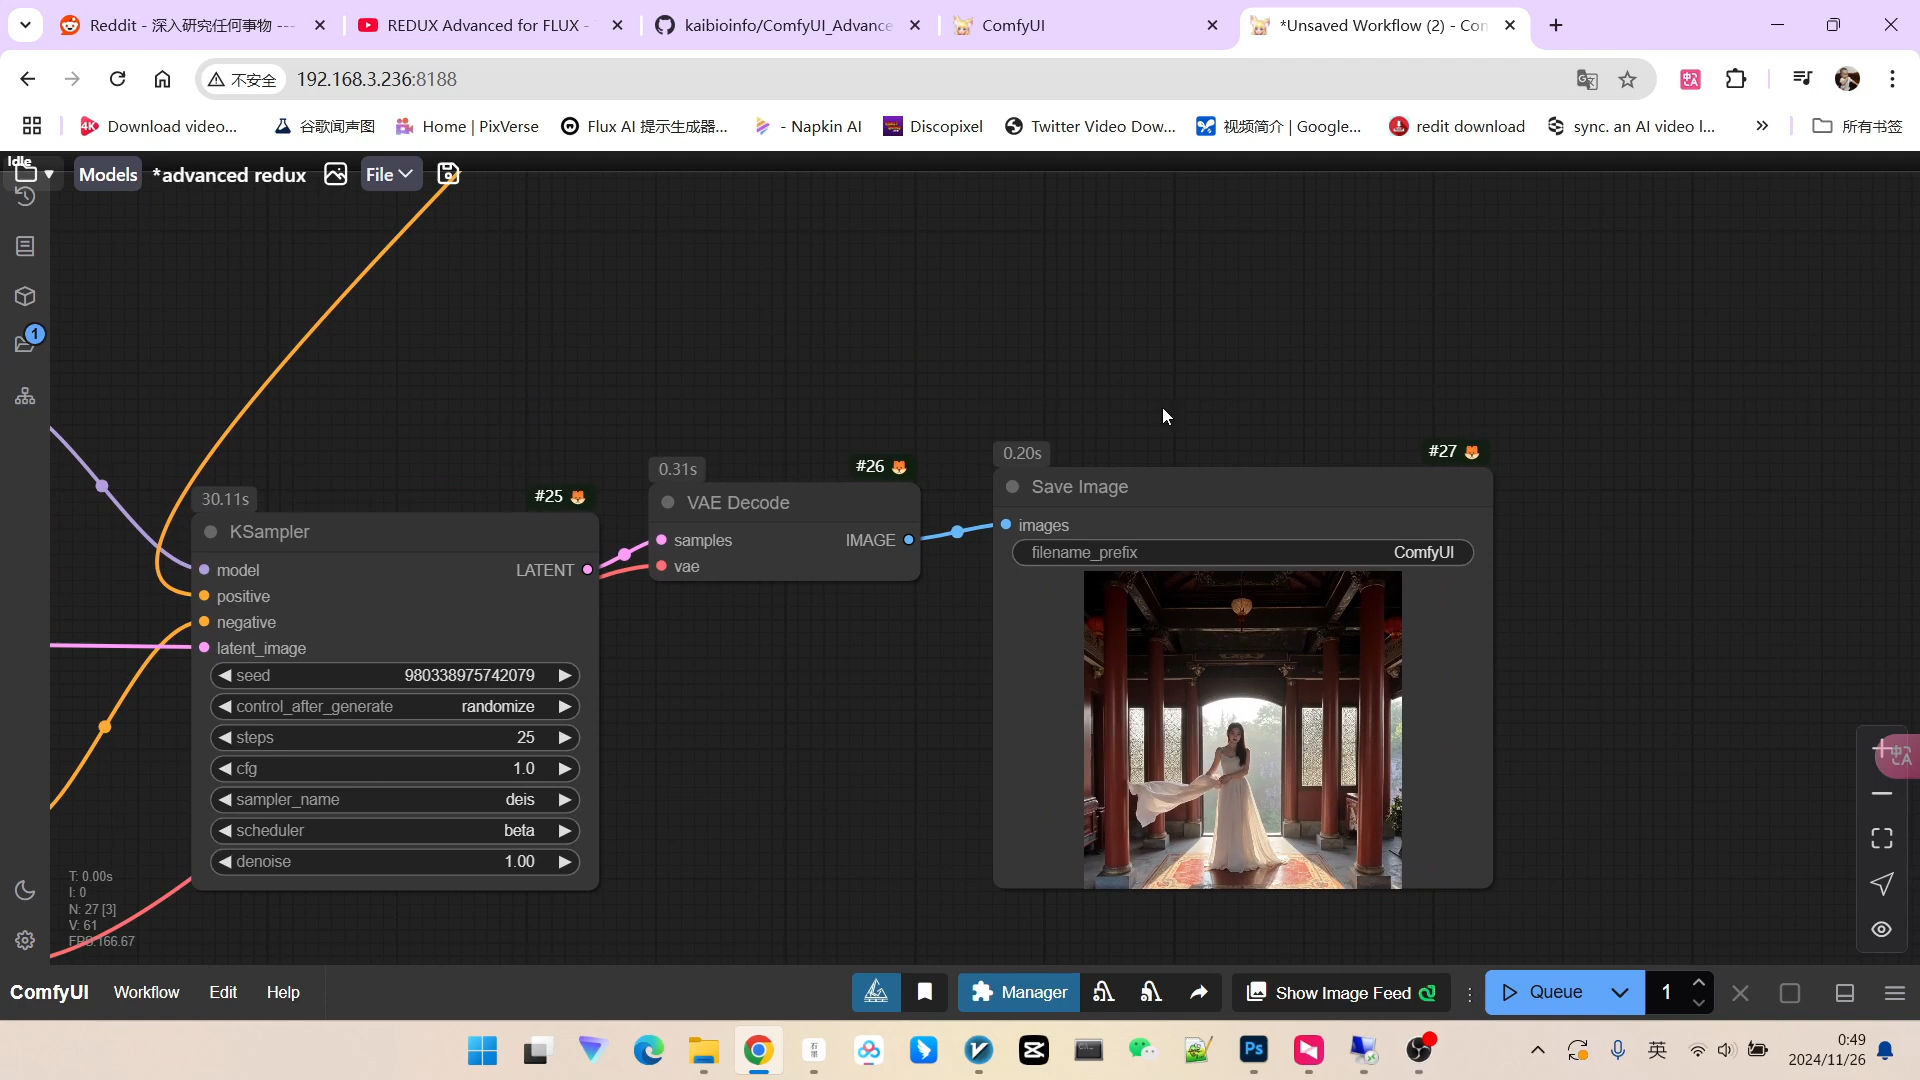 Reddit - 深入研究任何事物 ---
REDUX Advanced for FLUX -
kaibioinfo/ComfyUI_Advance
ComfyUI
*Unsaved Workflow (2) - Con
不安全
192.168.3.236:8188
4K Download video...
谷歌闻声图
Home | PixVerse
Flux AI 提示生成器...
- Napkin AI
Discopixel
Twitter Video Dow...
视频简介 | Google...
redit download
sync. an AI video l...
所有书签
Idle
Models
*advanced redux
File
1
0.20s
#27
0.31s
#26
30.11s
#25
Save Image
VAE Decode
KSampler
images
samples
IMAGE
vae
filename_prefix
ComfyUI
model
LATENT
positive
negative
latent_image
seed
980338975742079
control_after_generate
randomize
steps
25
cfg
1.0
sampler_name
deis
scheduler
beta
denoise
1.00
T: 0.00s
I: 0
N: 27 [3]
V: 61
FPS:166.67
ComfyUI
Workflow
Edit
Help
Manager
Show Image Feed
Queue
1
Ps
英
0:49
2024/11/26